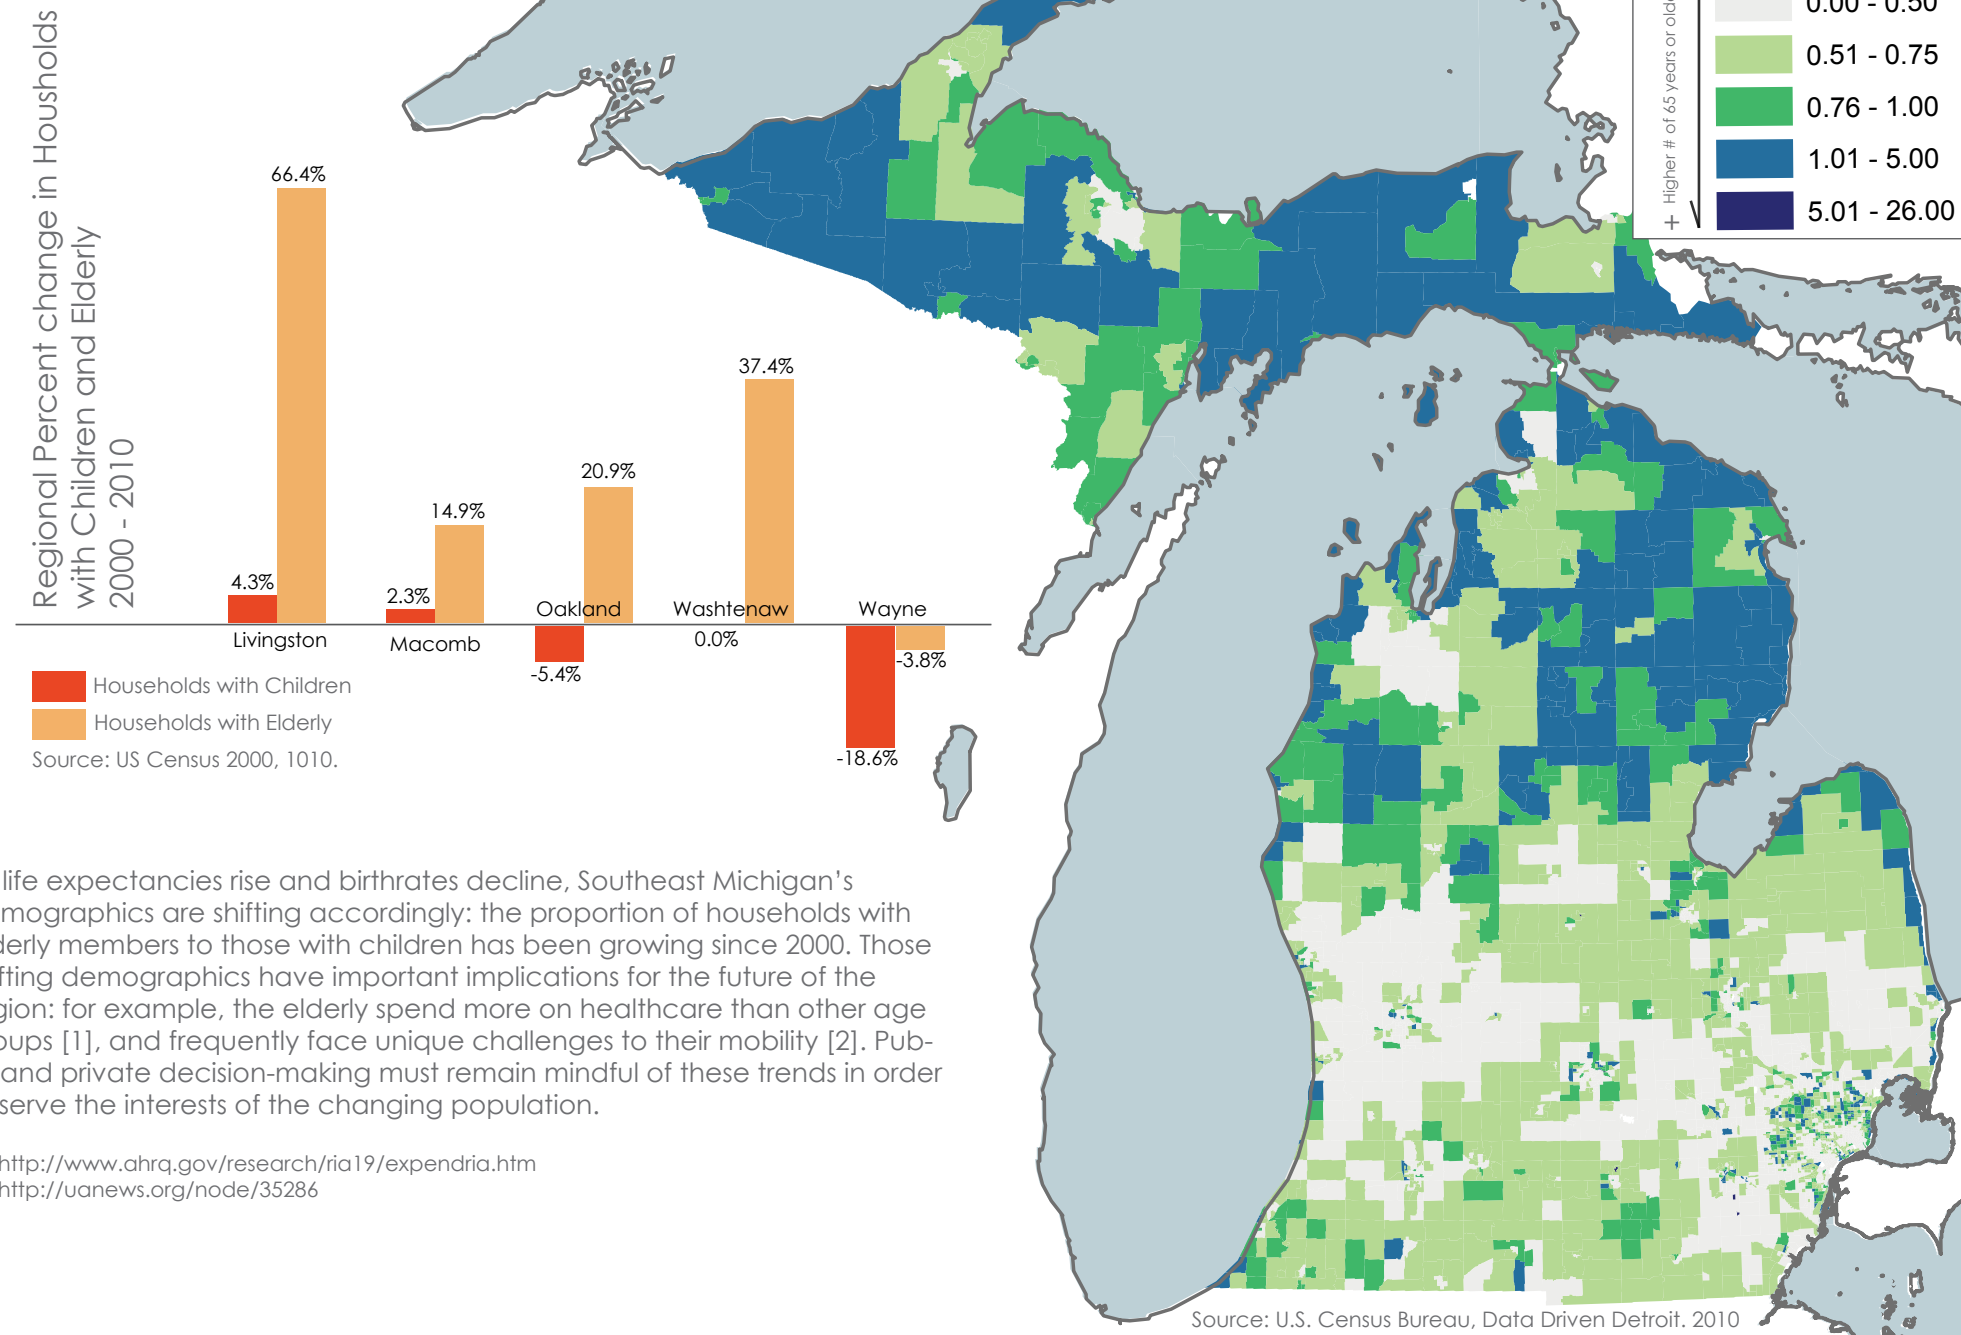 Regional Percent change in Housholds
with Children and Elderly
2000 - 2010
66.4%
4.3%
Livingston
14.9%
2.3%
Macomb
20.9%
Oakland
-5.4%
37.4%
Washtenaw
0.0%
Wayne
-3.8%
-18.6%
Households with Children
Households with Elderly
Source: US Census 2000, 1010.
life expectancies rise and birthrates decline, Southeast Michigan's
mographics are shifting accordingly: the proportion of households with
derly members to those with children has been growing since 2000. Those
fting demographics have important implications for the future of the
gion: for example, the elderly spend more on healthcare than other age
oups [1], and frequently face unique challenges to their mobility [2]. Pub-
and private decision-making must remain mindful of these trends in order
serve the interests of the changing population.
http://www.ahrq.gov/research/ria19/expendria.htm
http://uanews.org/node/35286
+ Higher # of 65 years or olde
0.00 - 0.50
0.51 - 0.75
0.76 - 1.00
1.01 - 5.00
5.01 - 26.00
Source: U.S. Census Bureau, Data Driven Detroit. 2010